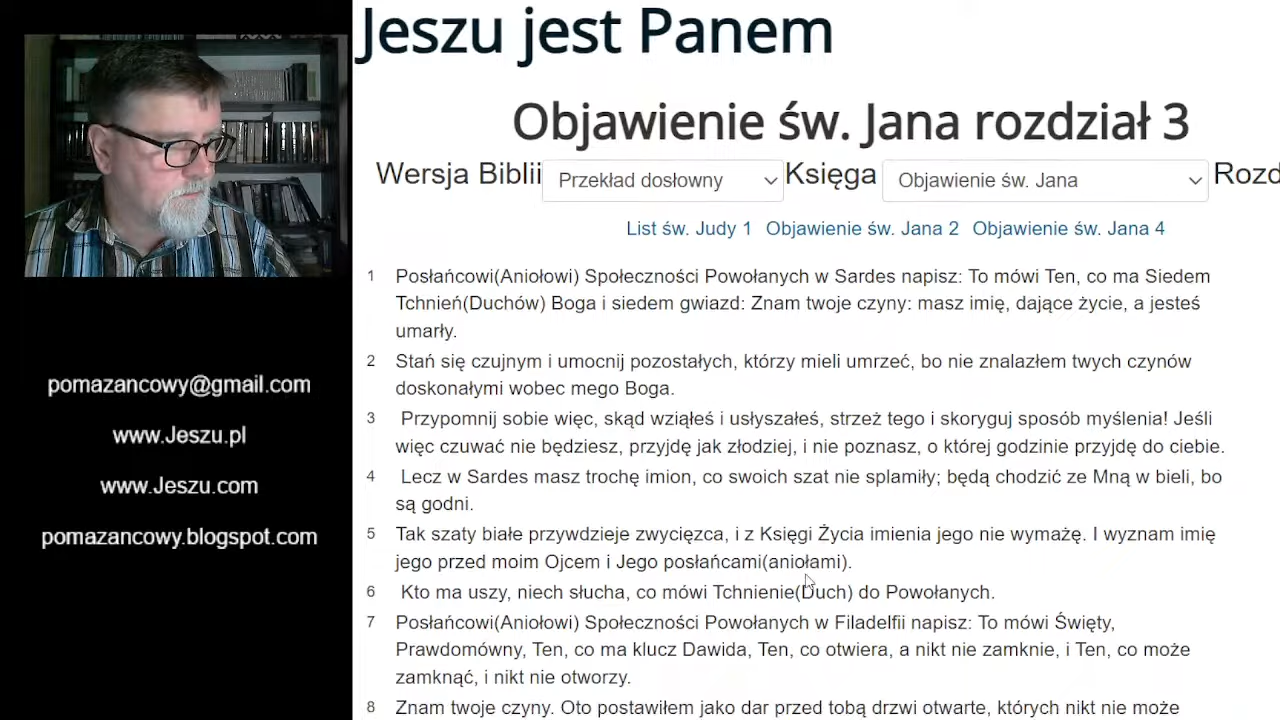 Jeszu jest Panem
Objawienie św. Jana rozdział 3
Wersja Biblii Przekład dosłowny Księga Objawienie św. Jana Rozd
List św. Judy 1 Objawienie św. Jana 2 Objawienie św. Jana 4
1 Posłańcowi(Aniołowi) Społeczności Powołanych w Sardes napisz: To mówi Ten, co ma Siedem
Tchnień(Duchów) Boga i siedem gwiazd: Znam twoje czyny: masz imię, dające życie, a jesteś
umarły.
2 Stań się czujnym i umocnij pozostałych, którzy mieli umrzeć, bo nie znalazłem twych czynów
doskonałymi wobec mego Boga.
3 Przypomnij sobie więc, skąd wziąłeś i usłyszałeś, strzeż tego i skoryguj sposób myślenia! Jeśli
więc czuwać nie będziesz, przyjdę jak złodziej, i nie poznasz, o której godzinie przyjdę do ciebie.
4 Lecz w Sardes masz trochę imion, co swoich szat nie splamiły; będą chodzić ze Mną w bieli, bo
są godni.
5 Tak szaty białe przywdzieje zwycięzca, i z Księgi Życia imienia jego nie wymażę. I wyznam imię
jego przed moim Ojcem i Jego posłańcami(aniołami).
6 Kto ma uszy, niech słucha, co mówi Tchnienie(Duch) do Powołanych.
7 Posłańcowi(Aniołowi) Społeczności Powołanych w Filadelfii napisz: To mówi Święty,
Prawdomówny, Ten, co ma klucz Dawida, Ten, co otwiera, a nikt nie zamknie, i Ten, co może
zamknąć, i nikt nie otworzy.
8 Znam twoje czyny. Oto postawiłem jako dar przed tobą drzwi otwarte, których nikt nie może
pomazancowy@gmail.com
www.Jeszu.pl
www.Jeszu.com
pomazancowy.blogspot.com